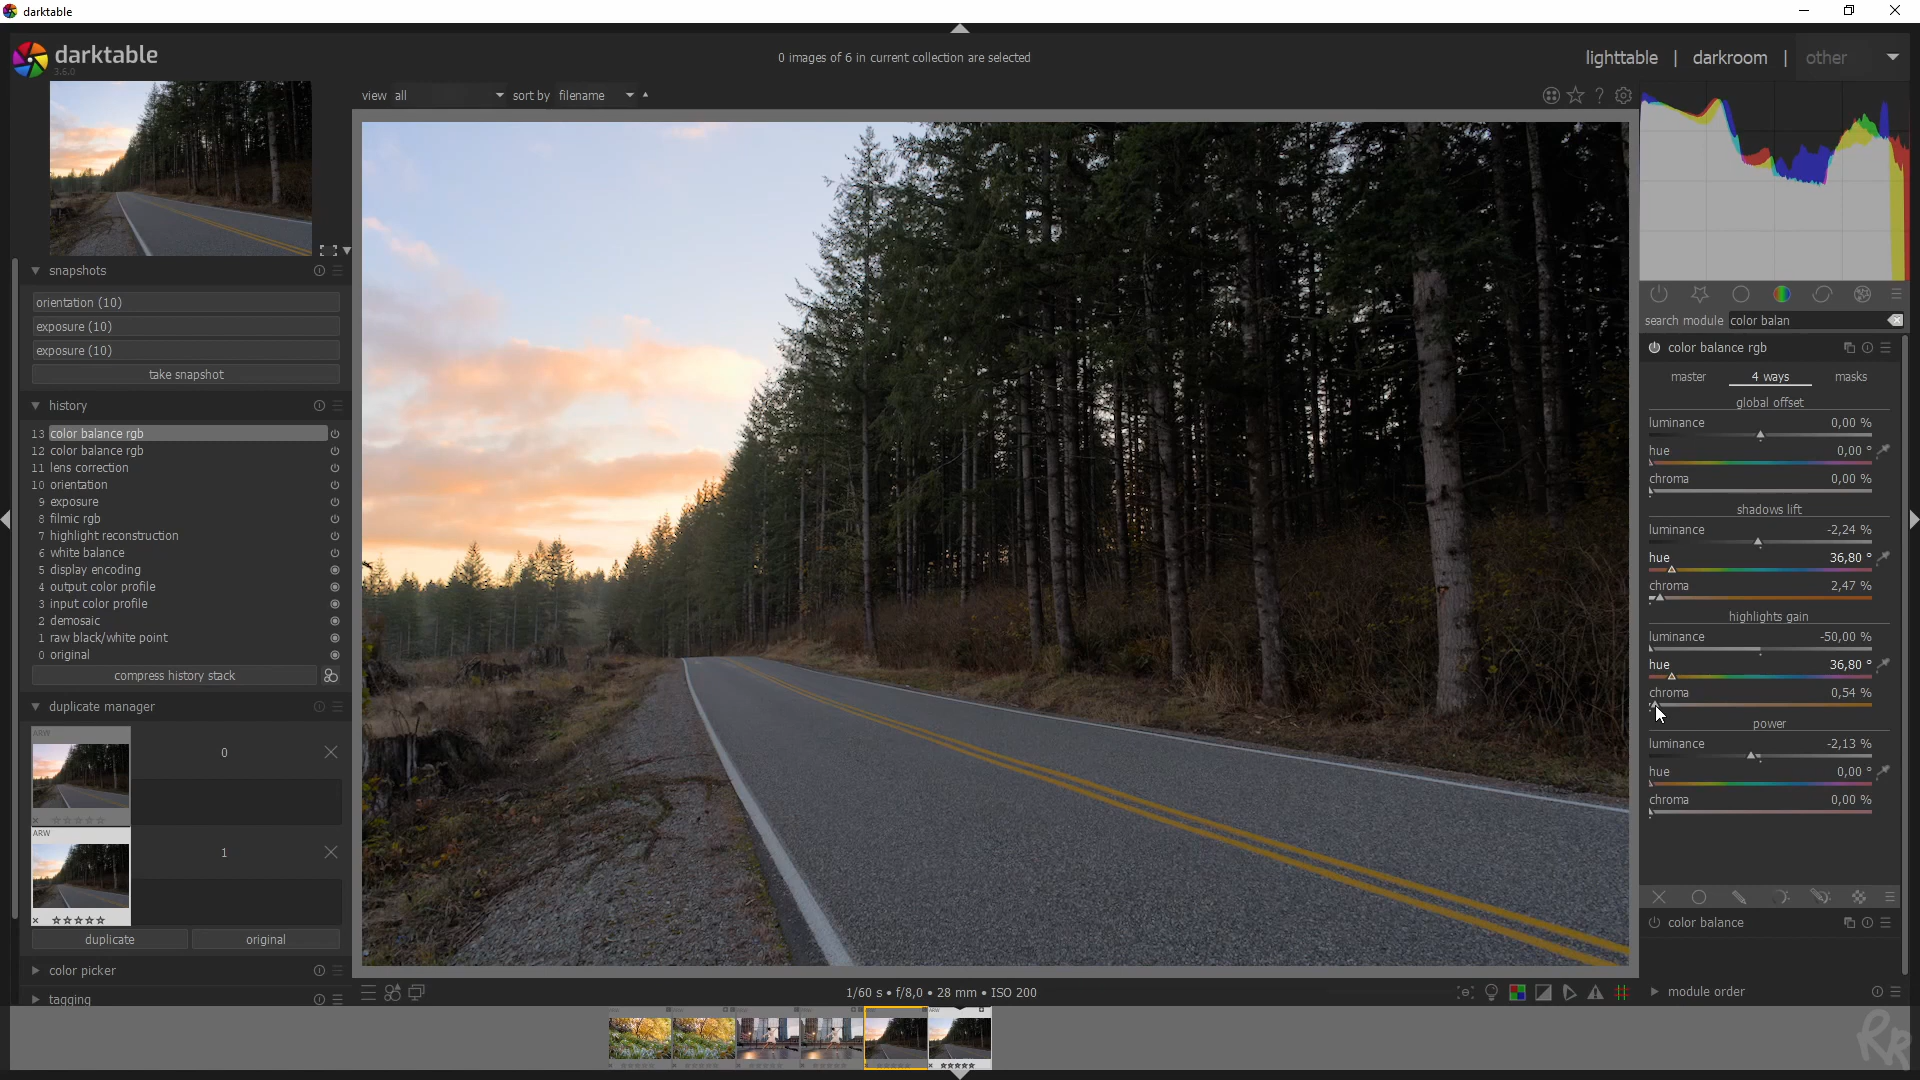 darktable
darktable
3.6.0
0 images of 6 in current collection are selected
lighttable | darkroom | other
view all sort by filename
snapshots
orientation (10)
exposure (10)
exposure (10)
take snapshot
history
13 color balance rgb
12 color balance rgb
11 lens correction
10 orientation
9 exposure
8 filmic rgb
7 highlight reconstruction
6 white balance
5 display encoding
4 output color profile
3 input color profile
2 demosaic
1 raw black/white point
0 original
compress history stack
duplicate manager
ARW
0
ARW
1
duplicate original
color picker
tagging
1/60 s • f/8,0 • 28 mm • ISO 200
search module color balan
color balance rgb
master 4 ways masks
global offset
luminance 0,00 %
hue 0,00 °
chroma 0,00 %
shadows lift
luminance -2,24 %
hue 36,80 °
chroma 2,47 %
highlights gain
luminance -50,00 %
hue 36,80 °
chroma 0,54 %
power
luminance -2,13 %
hue 0,00 °
chroma 0,00 %
color balance
module order
RR